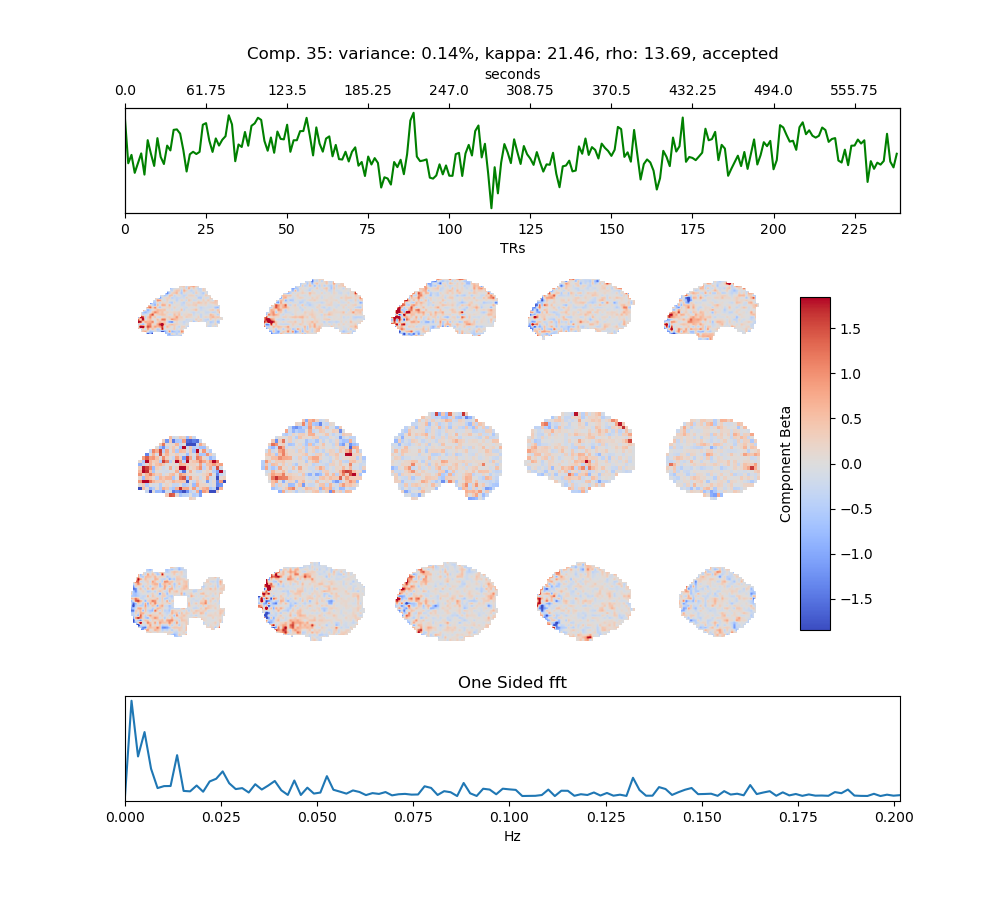 Comp. 35: variance: 0.14%, kappa: 21.46, rho: 13.69, accepted
seconds
0.0 61.75 123.5 185.25 247.0 308.75 370.5 432.25 494.0 555.75
0 25 50 75 100 125 150 175 200 225
TRs
1.5
1.0
0.5
0.0
−0.5
−1.0
−1.5
Component Beta
One Sided fft
0.000 0.025 0.050 0.075 0.100 0.125 0.150 0.175 0.200
Hz